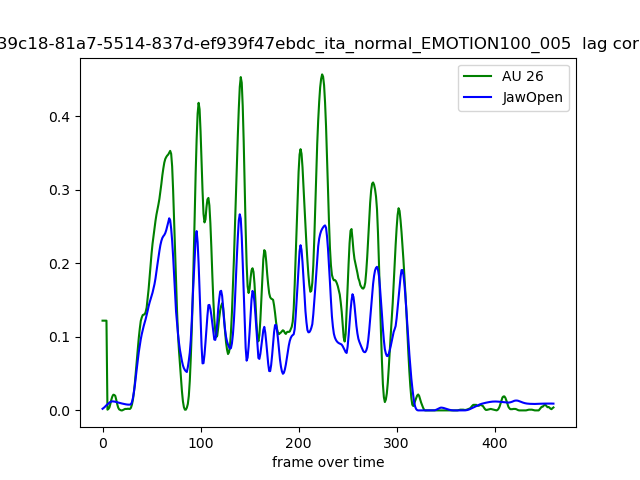 39c18-81a7-5514-837d-ef939f47ebdc_ita_normal_EMOTION100_005 lag cor
AU 26
JawOpen
0.4
0.3
0.2
0.1
0.0
0
100
200
300
400
frame over time